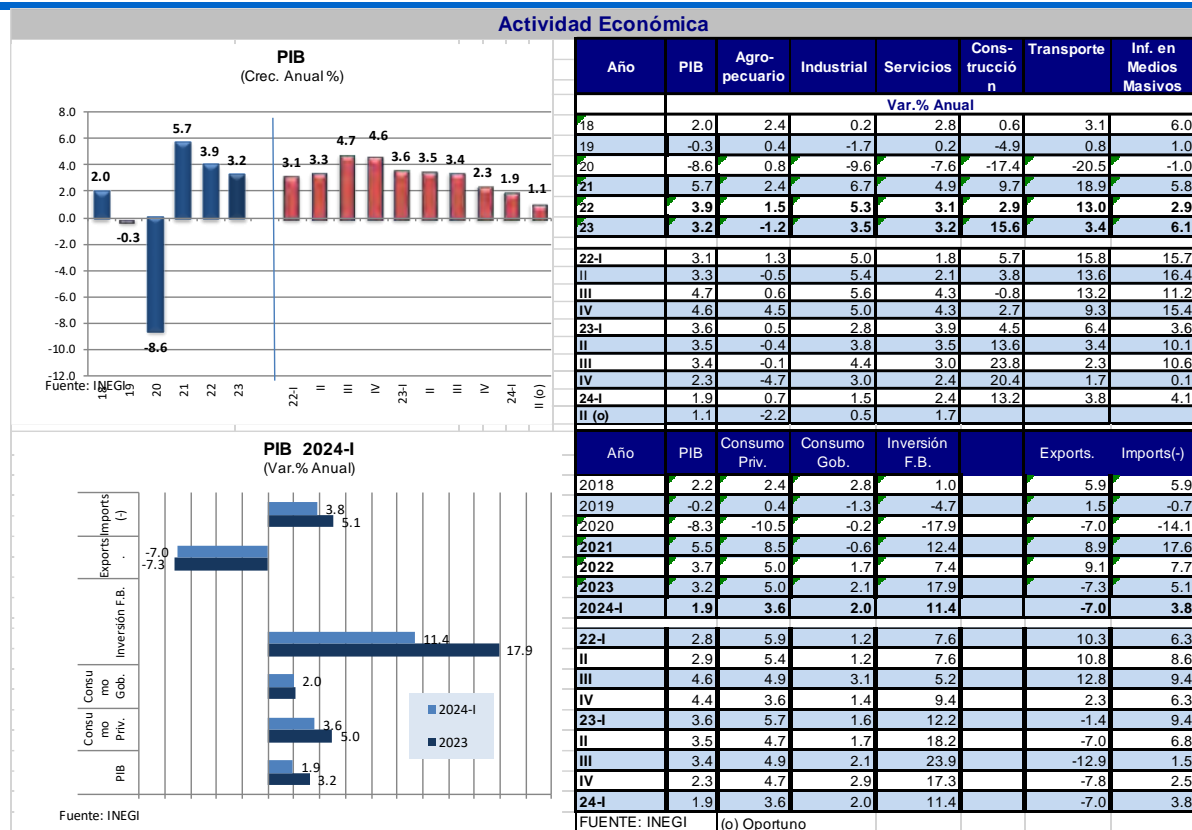 Actividad Económica
PIB
(Crec. Anual %)
8.0
6.0
4.0
2.0
0.0
-2.0
-4.0
-6.0
-8.0
-10.0
-12.0
2.0
-0.3
-8.6
5.7
3.9
3.2
3.1
3.3
4.7
4.6
3.6
3.5
3.4
2.3
1.9
1.1
18 19 20 21 22 23 22-I II III IV 23-I II III IV 24-I II (o)
Fuente: INEGI
Año PIB Agro-pecuario Industrial Servicios Cons-trucción Transporte Inf. en Medios Masivos
Var.% Anual
18 2.0 2.4 0.2 2.8 0.6 3.1 6.0
19 -0.3 0.4 -1.7 0.2 -4.9 0.8 1.0
20 -8.6 0.8 -9.6 -7.6 -17.4 -20.5 -1.0
21 5.7 2.4 6.7 4.9 9.7 18.9 5.8
22 3.9 1.5 5.3 3.1 2.9 13.0 2.9
23 3.2 -1.2 3.5 3.2 15.6 3.4 6.1
22-I 3.1 1.3 5.0 1.8 5.7 15.8 15.7
II 3.3 -0.5 5.4 2.1 3.8 13.6 16.4
III 4.7 0.6 5.6 4.3 -0.8 13.2 11.2
IV 4.6 4.5 5.0 4.3 2.7 9.3 15.4
23-I 3.6 0.5 2.8 3.9 4.5 6.4 3.6
II 3.5 -0.4 3.8 3.5 13.6 3.4 10.1
III 3.4 -0.1 4.4 3.0 23.8 2.3 10.6
IV 2.3 -4.7 3.0 2.4 20.4 1.7 0.1
24-I 1.9 0.7 1.5 2.4 13.2 3.8 4.1
II (o) 1.1 -2.2 0.5 1.7
PIB 2024-I
(Var.% Anual)
Imports (-)
3.8
5.1
Exports.
-7.0
-7.3
Inversión F.B.
11.4
17.9
Consumo Gob.
2.0
Consumo Priv.
3.6
5.0
PIB
1.9
3.2
2024-I
2023
Fuente: INEGI
Año PIB Consumo Priv. Consumo Gob. Inversión F.B. Exports. Imports(-)
2018 2.2 2.4 2.8 1.0 5.9 5.9
2019 -0.2 0.4 -1.3 -4.7 1.5 -0.7
2020 -8.3 -10.5 -0.2 -17.9 -7.0 -14.1
2021 5.5 8.5 -0.6 12.4 8.9 17.6
2022 3.7 5.0 1.7 7.4 9.1 7.7
2023 3.2 5.0 2.1 17.9 -7.3 5.1
2024-I 1.9 3.6 2.0 11.4 -7.0 3.8
22-I 2.8 5.9 1.2 7.6 10.3 6.3
II 2.9 5.4 1.2 7.6 10.8 8.6
III 4.6 4.9 3.1 5.2 12.8 9.4
IV 4.4 3.6 1.4 9.4 2.3 6.3
23-I 3.6 5.7 1.6 12.2 -1.4 9.4
II 3.5 4.7 1.7 18.2 -7.0 6.8
III 3.4 4.9 2.1 23.9 -12.9 1.5
IV 2.3 4.7 2.9 17.3 -7.8 2.5
24-I 1.9 3.6 2.0 11.4 -7.0 3.8
FUENTE: INEGI (o) Oportuno